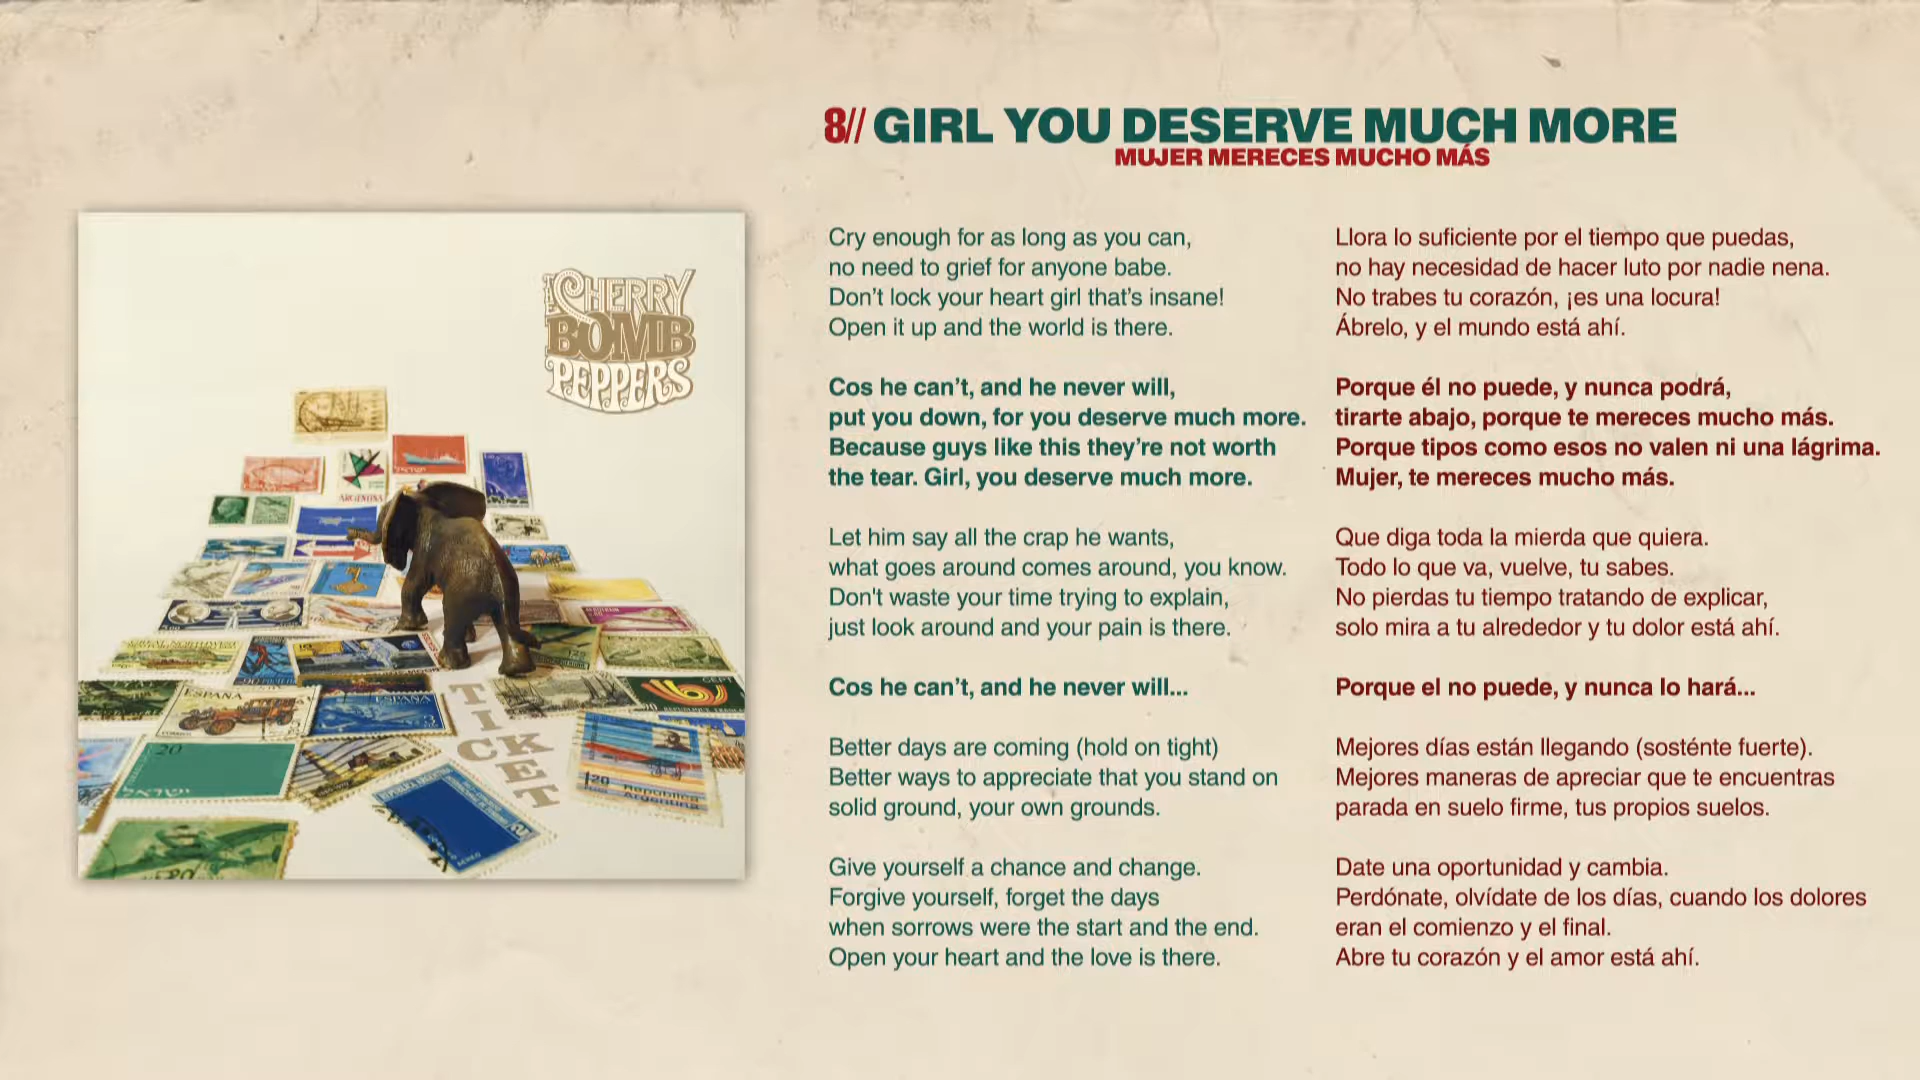 8// GIRL YOU DESERVE MUCH MORE
MUJER MERECES MUCHO MÁS
THE CHERRY
BOMB
PEPPERS
ARGENTINA
ESPAÑA
ESPAÑA
TICKET
Republica
Argentina
Cry enough for as long as you can,
no need to grief for anyone babe.
Don’t lock your heart girl that’s insane!
Open it up and the world is there.
Cos he can’t, and he never will,
put you down, for you deserve much more.
Because guys like this they’re not worth
the tear. Girl, you deserve much more.
Let him say all the crap he wants,
what goes around comes around, you know.
Don't waste your time trying to explain,
just look around and your pain is there.
Cos he can’t, and he never will...
Better days are coming (hold on tight)
Better ways to appreciate that you stand on
solid ground, your own grounds.
Give yourself a chance and change.
Forgive yourself, forget the days
when sorrows were the start and the end.
Open your heart and the love is there.
Llora lo suficiente por el tiempo que puedas,
no hay necesidad de hacer luto por nadie nena.
No trabes tu corazón, ¡es una locura!
Ábrelo, y el mundo está ahí.
Porque él no puede, y nunca podrá,
tirarte abajo, porque te mereces mucho más.
Porque tipos como esos no valen ni una lágrima.
Mujer, te mereces mucho más.
Que diga toda la mierda que quiera.
Todo lo que va, vuelve, tu sabes.
No pierdas tu tiempo tratando de explicar,
solo mira a tu alrededor y tu dolor está ahí.
Porque el no puede, y nunca lo hará...
Mejores días están llegando (sosténte fuerte).
Mejores maneras de apreciar que te encuentras
parada en suelo firme, tus propios suelos.
Date una oportunidad y cambia.
Perdónate, olvídate de los días, cuando los dolores
eran el comienzo y el final.
Abre tu corazón y el amor está ahí.